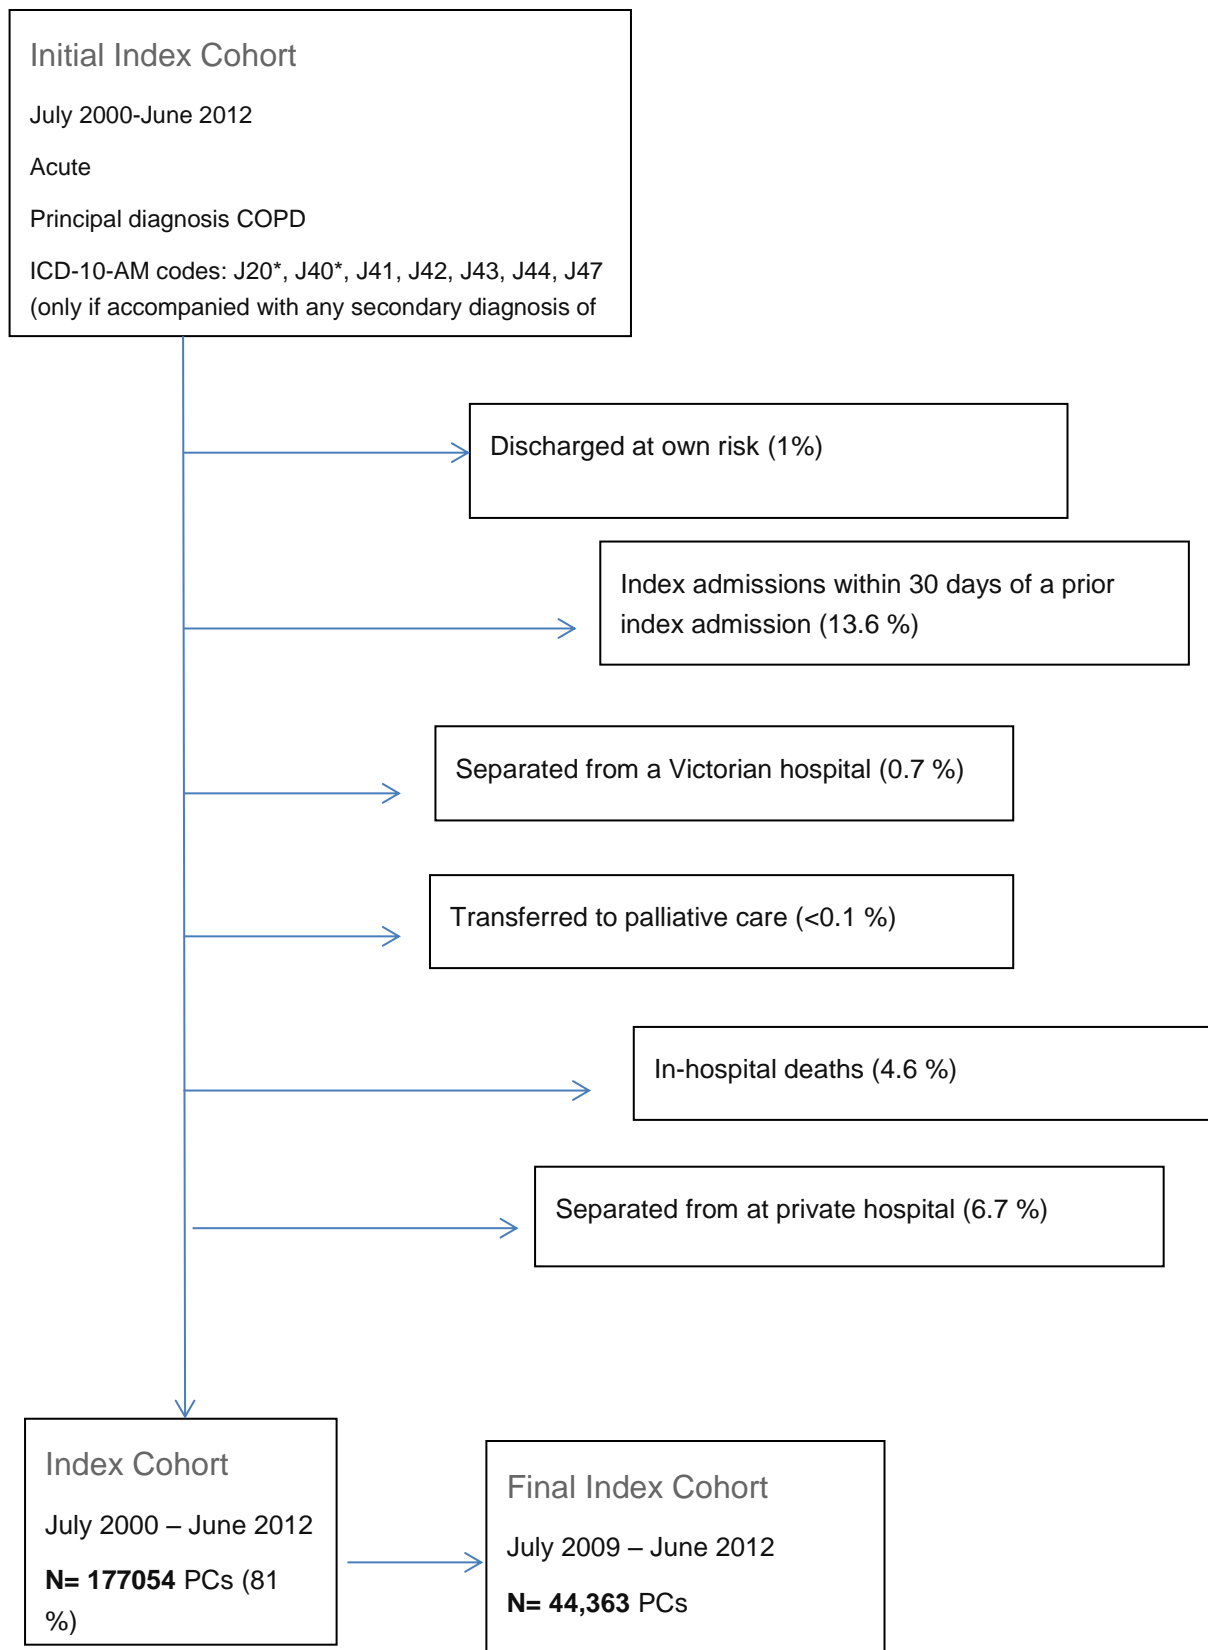 Initial Index Cohort
July 2000-June 2012
Acute
Principal diagnosis COPD
ICD-10-AM codes: J20*, J40*, J41, J42, J43, J44, J47
(only if accompanied with any secondary diagnosis of
Discharged at own risk (1%)
Index admissions within 30 days of a prior
index admission (13.6 %)
Separated from a Victorian hospital (0.7 %)
Transferred to palliative care (<0.1 %)
In-hospital deaths (4.6 %)
Separated from at private hospital (6.7 %)
Index Cohort
July 2000 – June 2012
N= 177054 PCs (81
%)
Final Index Cohort
July 2009 – June 2012
N= 44,363 PCs